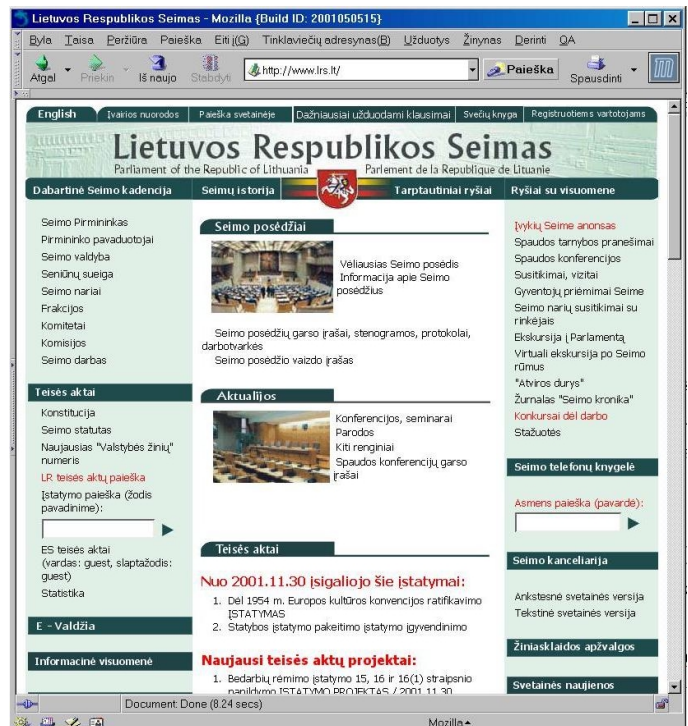 Lietuvos Respublikos Seimas - Mozilla {Build ID: 2001050515}
Byla Taisa Peržiūra Paieška Eiti į(G) Tinklaviečių adresynas(B) Užduotys Žinynas Derinti QA
Atgal Priekin Iš naujo Stabdyti http://www.lrs.lt/ Paieška Spausdinti
English Įvairios nuorodos Paieška svetainėje Dažniausiai užduodami klausimai Svečių knyga Registruotiems vartotojams
Lietuvos Respublikos Seimas
Parliament of the Republic of Lithuania Parlement de la Republique de Lituanie
Dabartinė Seimo kadencija Seimų istorija Tarptautiniai ryšiai Ryšiai su visuomene
Seimo Pirmininkas
Pirmininko pavaduotojai
Seimo valdyba
Seniūnų sueiga
Seimo nariai
Frakcijos
Komitetai
Komisijos
Seimo darbas
Teisės aktai
Konstitucija
Seimo statutas
Naujausias "Valstybės žinių"
numeris
LR teisės aktų paieška
Įstatymo paieška (žodis
pavadinime):
ES teisės aktai
(vardas: guest, slaptažodis:
guest)
Statistika
E - Valdžia
Informacinė visuomenė
Seimo posėdžiai
Vėliausias Seimo posėdis
Informacija apie Seimo
posėdžius
Seimo posėdžių garso įrašai, stenogramos, protokolai,
darbotvarkės
Seimo posėdžio vaizdo įrašas
Aktualijos
Konferencijos, seminarai
Parodos
Kiti renginiai
Spaudos konferencijų garso
įrašai
Teisės aktai
Nuo 2001.11.30 įsigaliojo šie įstatymai:
1. Dėl 1954 m. Europos kultūros konvencijos ratifikavimo
ĮSTATYMAS
2. Statybos įstatymo pakeitimo įstatymo įgyvendinimo
Naujausi teisės aktų projektai:
1. Bedarbių rėmimo įstatymo 15, 16 ir 16(1) straipsnio
papildymo ĮSTATYMO PROJEKTAS / 2001.11.30
Įvykių Seime anonsas
Spaudos tarnybos pranešimai
Spaudos konferencijos
Susitikimai, vizitai
Gyventojų priėmimai Seime
Seimo narių susitikimai su
rinkėjais
Ekskursija į Parlamentą
Virtuali ekskursija po Seimo
rūmus
"Atviros durys"
Žurnalas "Seimo kronika"
Konkursai dėl darbo
Stažuotės
Seimo telefonų knygelė
Asmens paieška (pavardė):
Seimo kanceliarija
Ankstesnė svetainės versija
Tekstinė svetainės versija
Žiniasklaidos apžvalgos
Svetainės naujienos
Document: Done (8.24 secs)
Mozilla